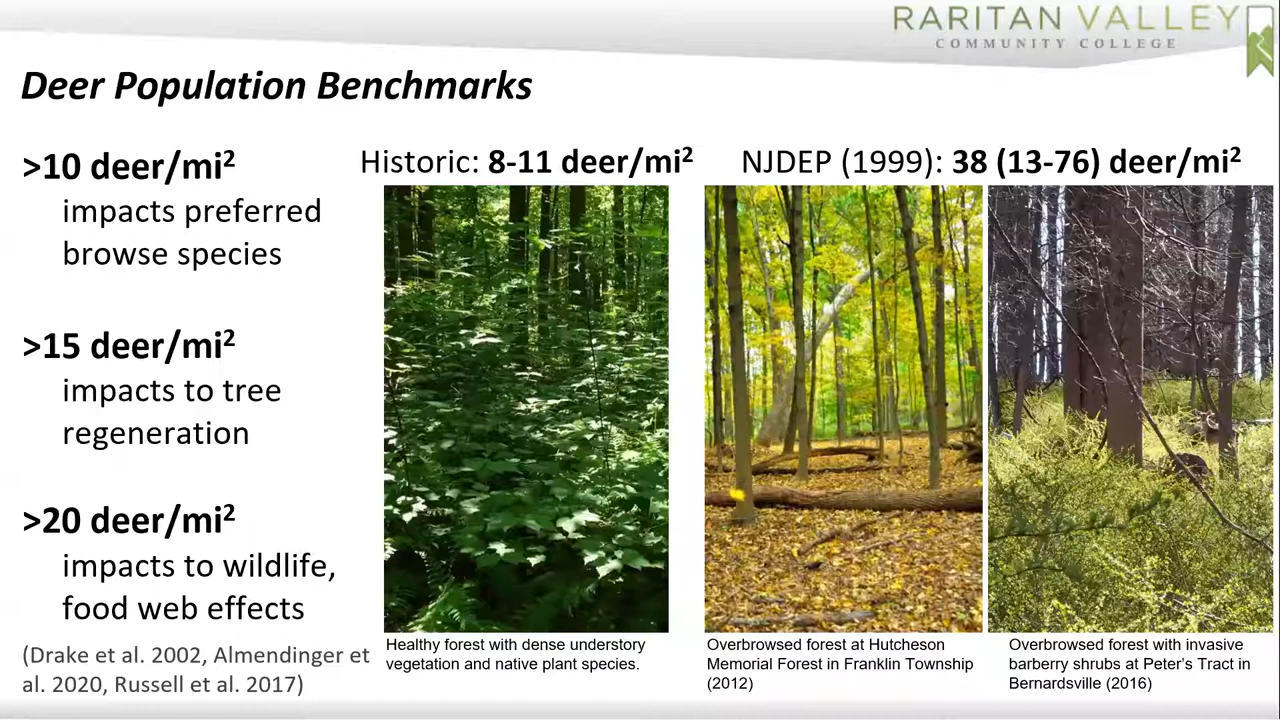 RARITAN VALLEY
COMMUNITY COLLEGE
Deer Population Benchmarks
>10 deer/mi²
impacts preferred
browse species
>15 deer/mi²
impacts to tree
regeneration
>20 deer/mi²
impacts to wildlife,
food web effects
(Drake et al. 2002, Almendinger et
al. 2020, Russell et al. 2017)
Historic: 8-11 deer/mi²
Healthy forest with dense understory
vegetation and native plant species.
NJDEP (1999): 38 (13-76) deer/mi²
Overbrowsed forest at Hutcheson
Memorial Forest in Franklin Township
(2012)
Overbrowsed forest with invasive
barberry shrubs at Peter's Tract in
Bernardsville (2016)